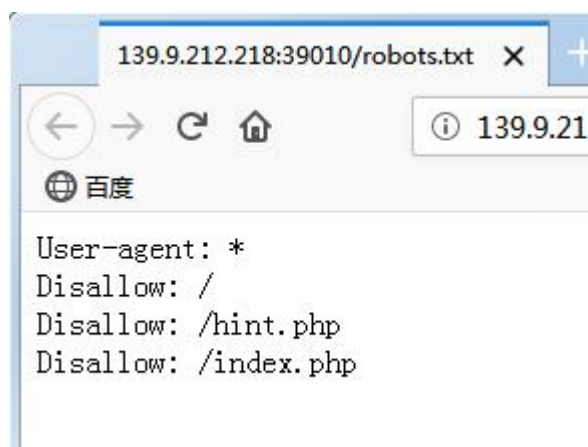 139.9.212.218:39010/robots.txt
139.9.21
百度
User-agent: *
Disallow: /
Disallow: /hint.php
Disallow: /index.php